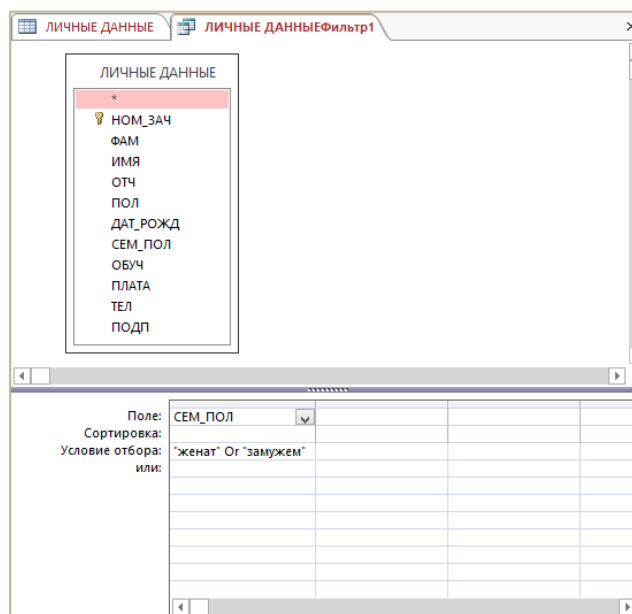 ЛИЧНЫЕ ДАННЫЕ ЛИЧНЫЕ ДАННЫЕФильтр1
ЛИЧНЫЕ ДАННЫЕ
*
НОМ_ЗАЧ
ФАМ
ИМЯ
ОТЧ
ПОЛ
ДАТ_РОЖД
СЕМ_ПОЛ
ОБУЧ
ПЛАТА
ТЕЛ
ПОДП
Поле: СЕМ_ПОЛ
Сортировка:
Условие отбора: "женат" Or "замужем"
или: